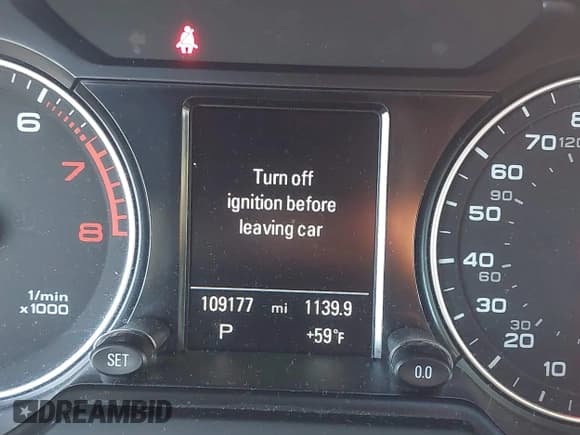 6
7
8
1/min
x1000
Turn off
ignition before
leaving car
109177 mi 1139.9
P +59°F
SET
0.0
70 120
60
90
50
40
60
30
30
20
10
DREAMBID